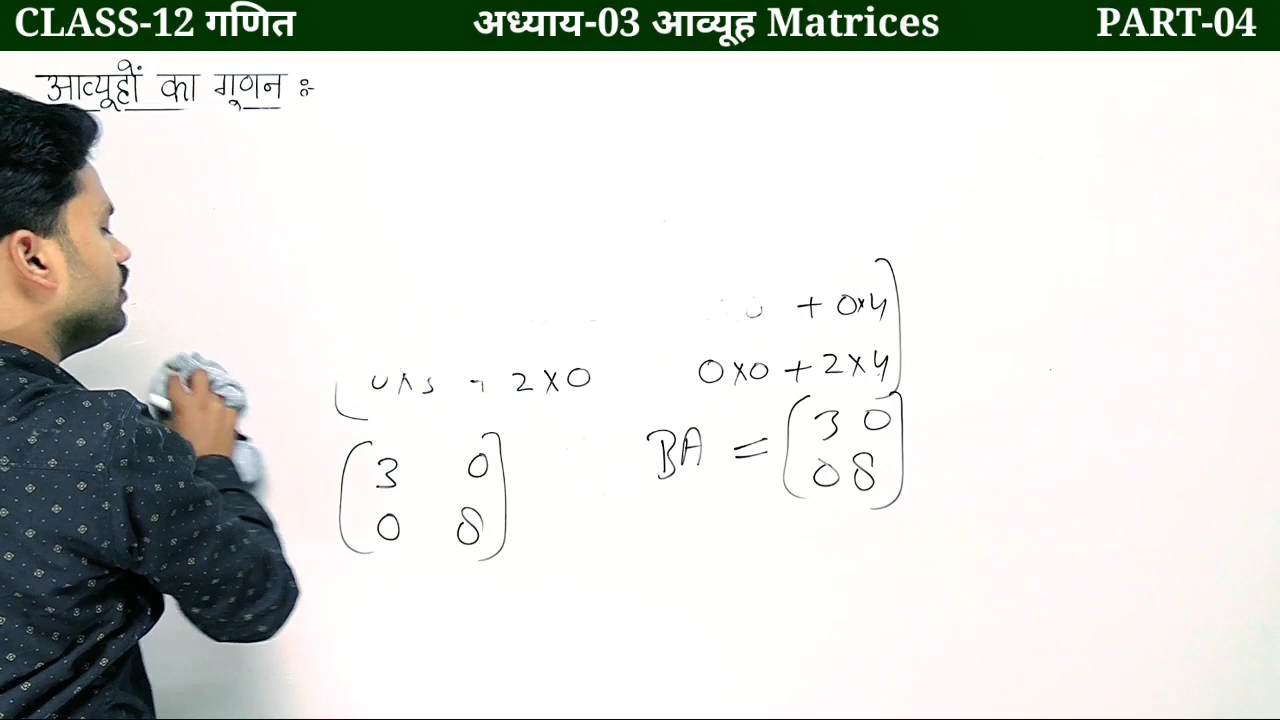 CLASS-12 गणित अध्याय-03 आव्यूह Matrices PART-04
आव्यूहों का गूणन :-
+ 0×4
2×0 0×0 + 2×4
3 0
0 8
BA = 3 0
0 8